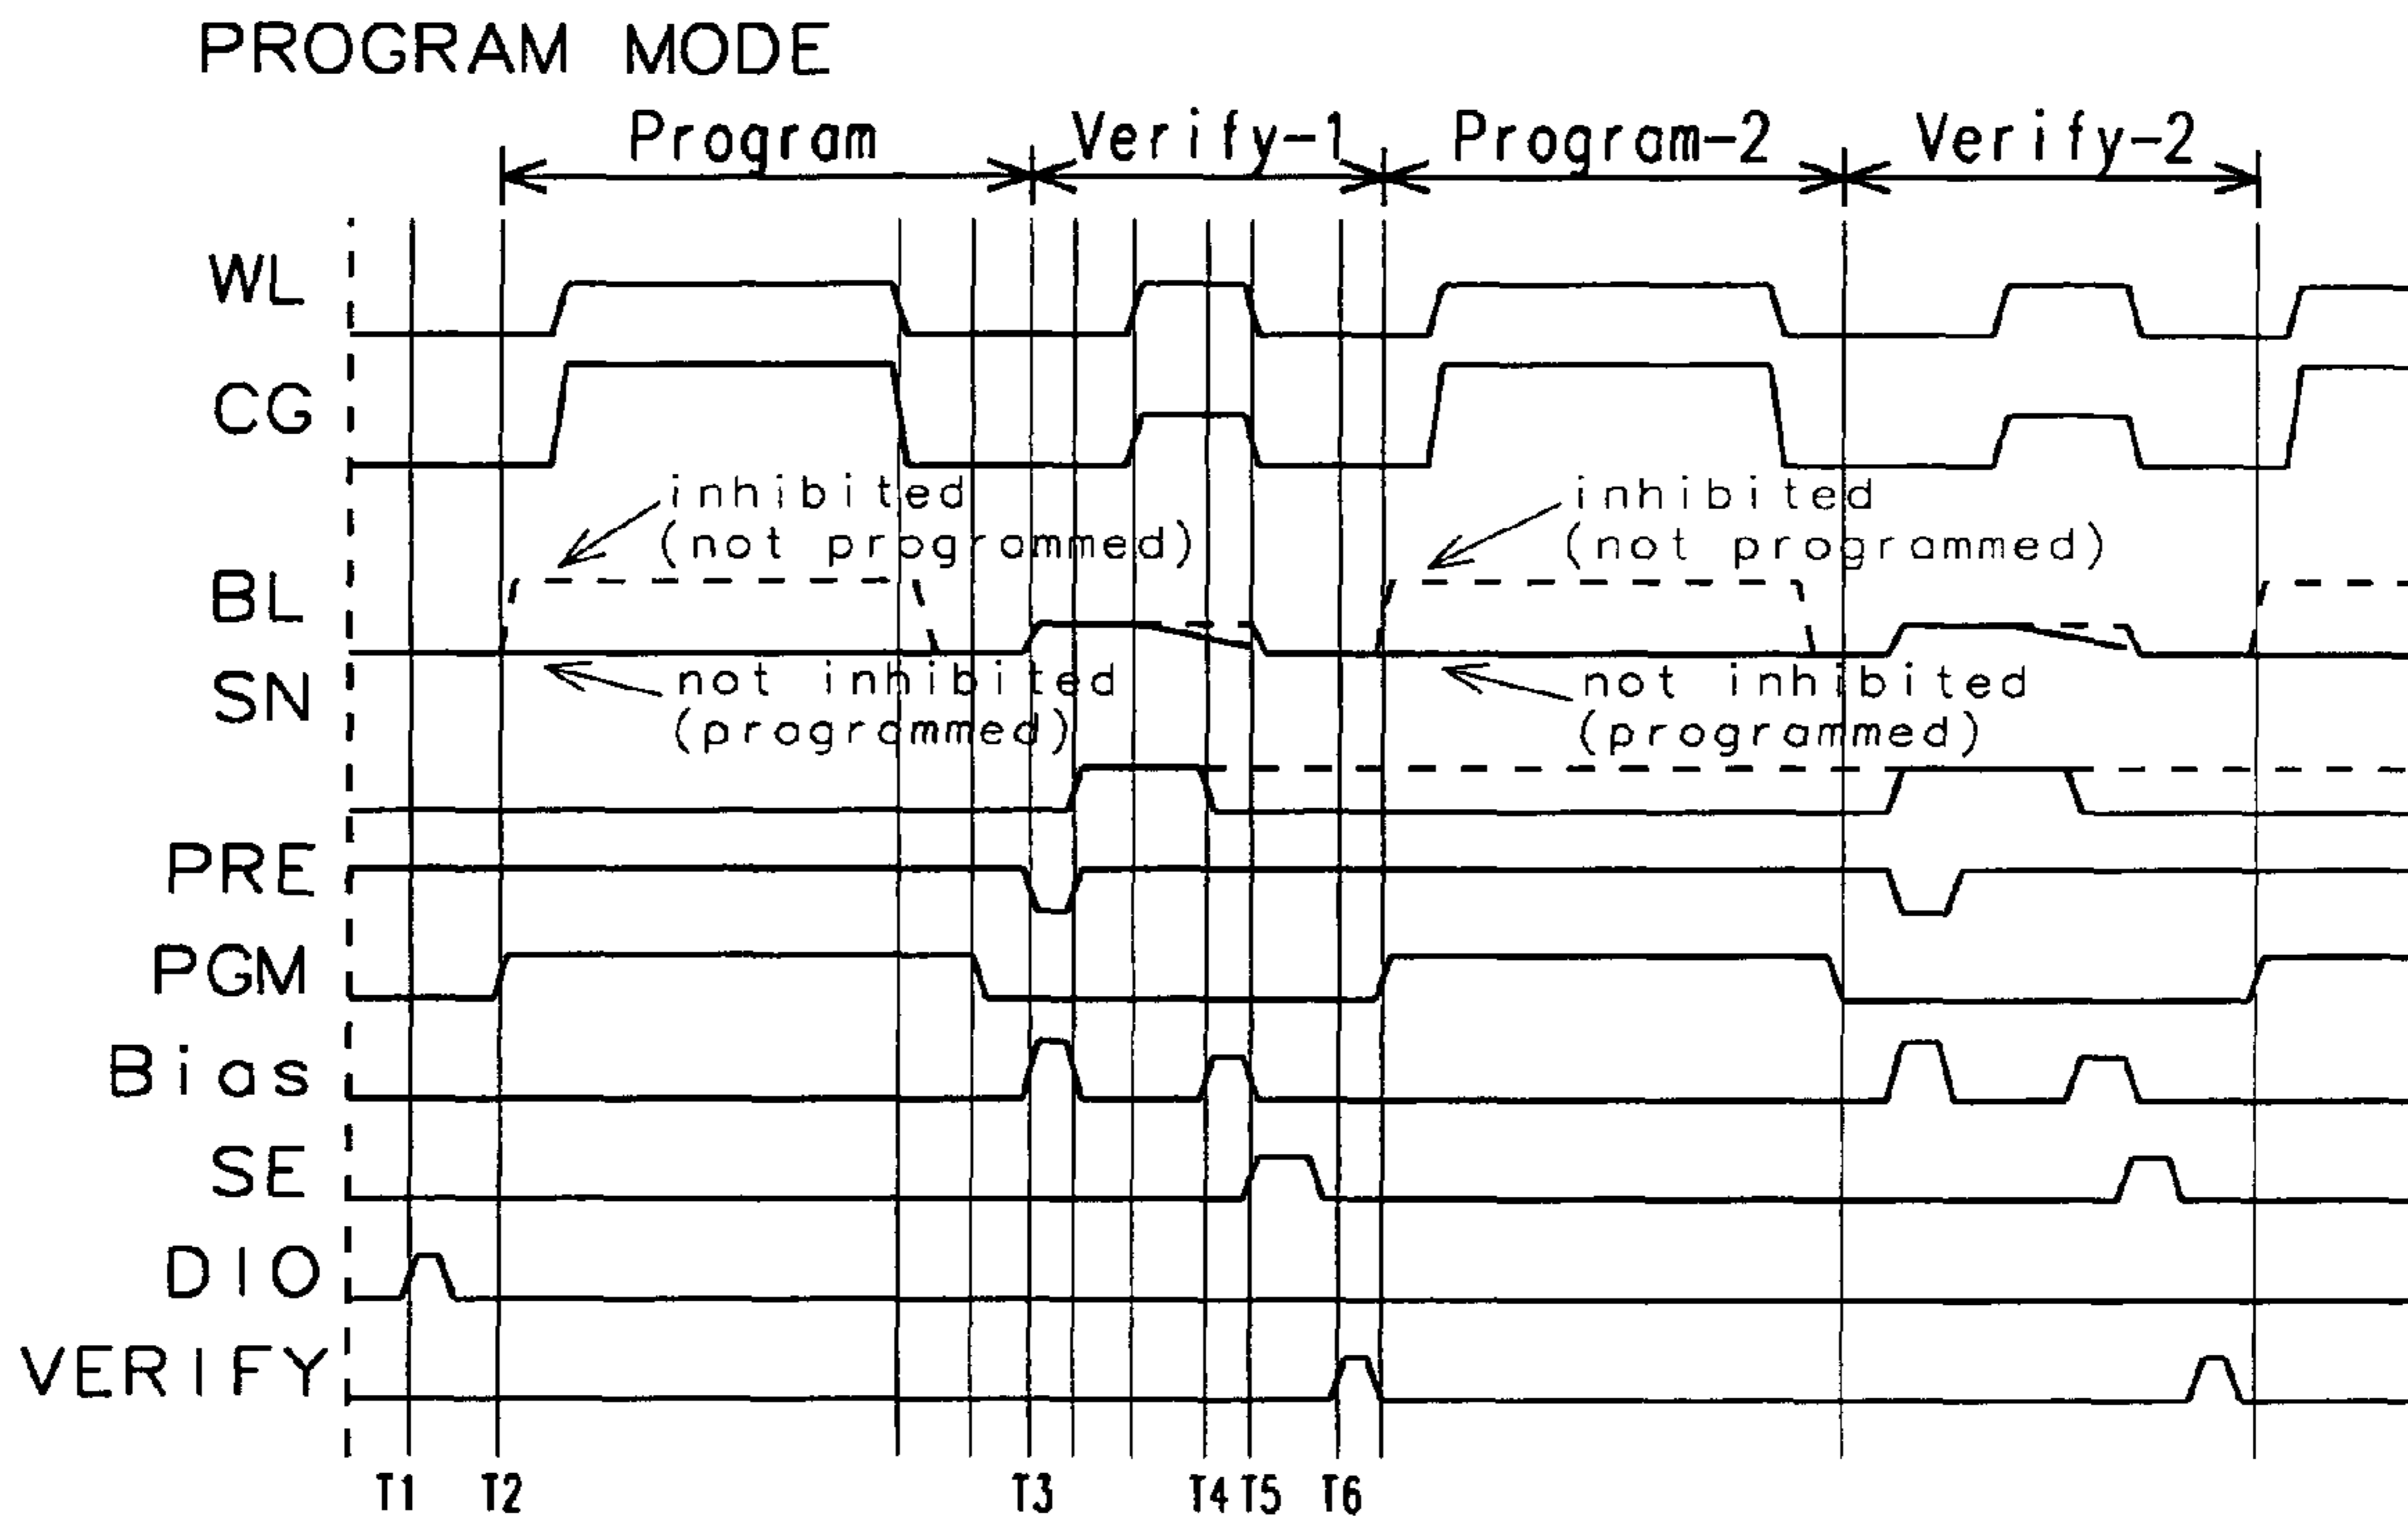 PROGRAM MODE
Program
Verify-1
Program-2
Verify-2
WL
CG
inhibited
(not programmed)
inhibited
(not programmed)
BL
SN
not inhibited
(programmed)
not inhibited
(programmed)
PRE
PGM
Bias
SE
DIO
VERIFY
T1
T2
T3
T4
T5
T6